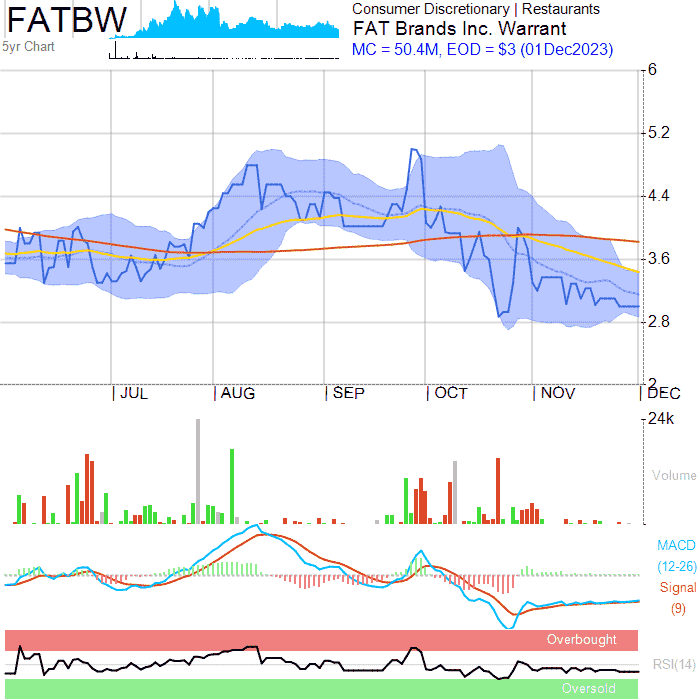 FATBW
5yr Chart
Consumer Discretionary | Restaurants
FAT Brands Inc. Warrant
MC = 50.4M, EOD = $3 (01Dec2023)
6
5.2
4.4
3.6
2.8
2
JUL AUG SEP OCT NOV DEC
24k
Volume
MACD
(12-26)
Signal
(9)
Overbought
RSI(14)
Oversold